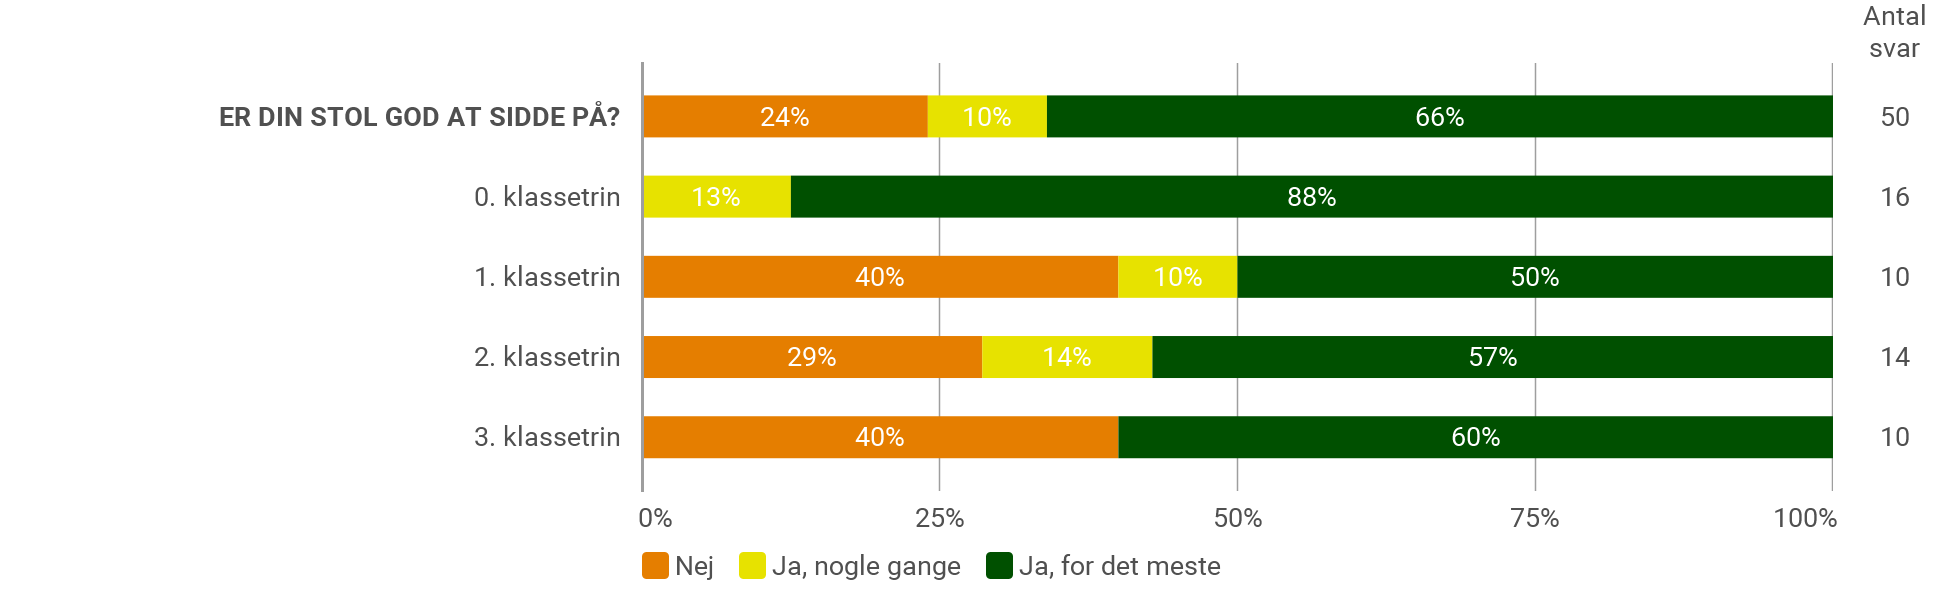 Antal
svar
ER DIN STOL GOD AT SIDDE PÅ? 24% 10% 66% 50
0. klassetrin 13% 88% 16
1. klassetrin 40% 10% 50% 10
2. klassetrin 29% 14% 57% 14
3. klassetrin 40% 60% 10
0% 25% 50% 75% 100%
Nej Ja, nogle gange Ja, for det meste